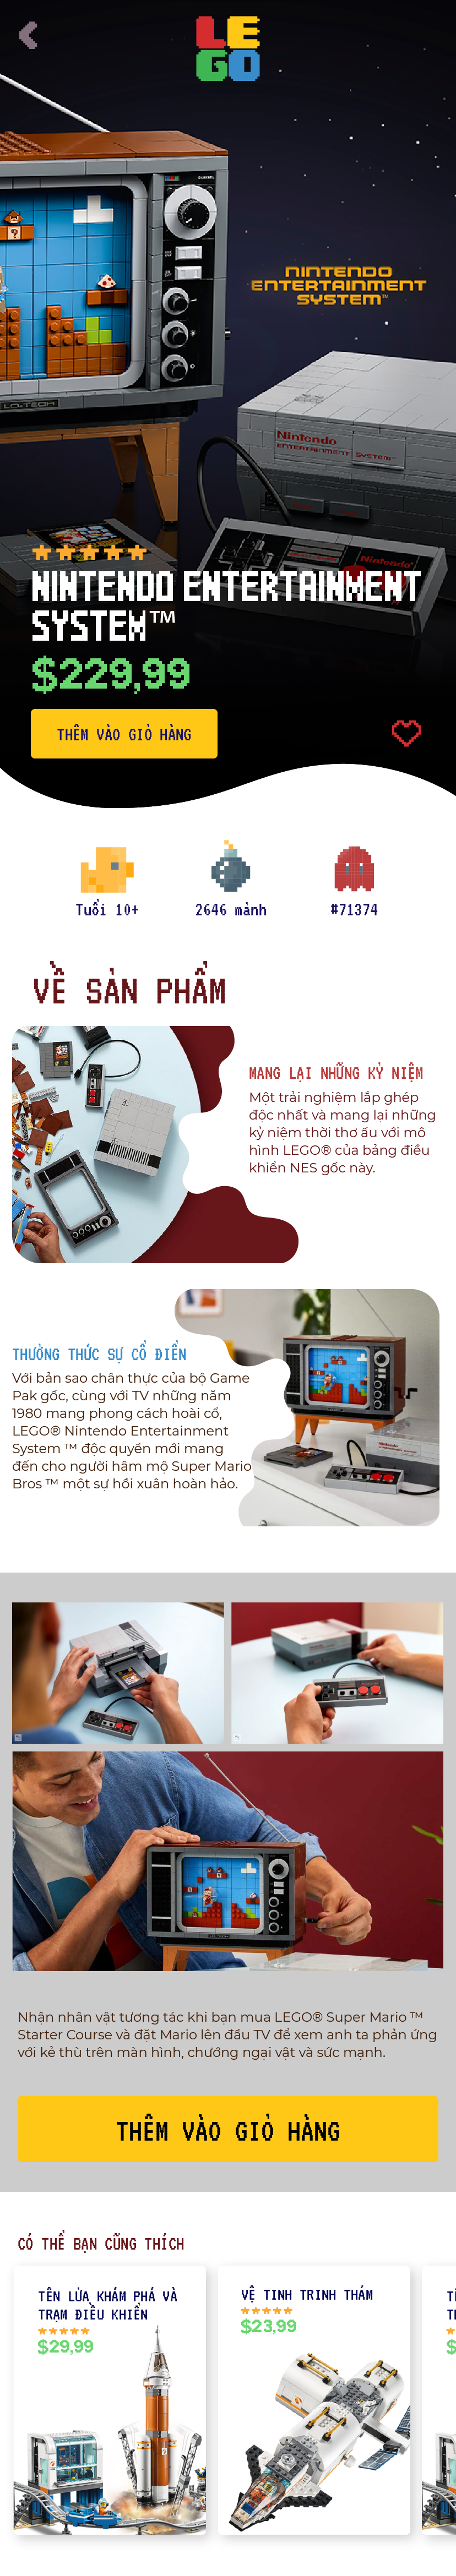 LE
GO
NINTENDO
ENTERTAINMENT
SYSTEM™
LO-TECH
Nintendo
ENTERTAINMENT SYSTEM™
Nintendo
NINTENDO ENTERTAINMENT
SYSTEM™
$229,99
THÊM VÀO GIỎ HÀNG
Tuổi 10+
2646 mảnh
#71374
VỀ SẢN PHẨM
MANG LẠI NHỮNG KỶ NIỆM
Một trải nghiệm lắp ghép
độc nhất và mang lại những
kỷ niệm thời thơ ấu với mô
hình LEGO® của bảng điều
khiển NES gốc này.
THƯỞNG THỨC SỰ CỔ ĐIỂN
Với bản sao chân thực của bộ Game
Pak gốc, cùng với TV những năm
1980 mang phong cách hoài cổ,
LEGO® Nintendo Entertainment
System ™ độc quyền mới mang
đến cho người hâm mộ Super Mario
Bros ™ một sự hồi xuân hoàn hảo.
Nhận nhân vật tương tác khi bạn mua LEGO® Super Mario ™
Starter Course và đặt Mario lên đầu TV để xem anh ta phản ứng
với kẻ thù trên màn hình, chướng ngại vật và sức mạnh.
THÊM VÀO GIỎ HÀNG
CÓ THỂ BẠN CŨNG THÍCH
TÊN LỬA KHÁM PHÁ VÀ
TRẠM ĐIỀU KHIỂN
$29,99
VỆ TINH TRINH THÁM
$23,99